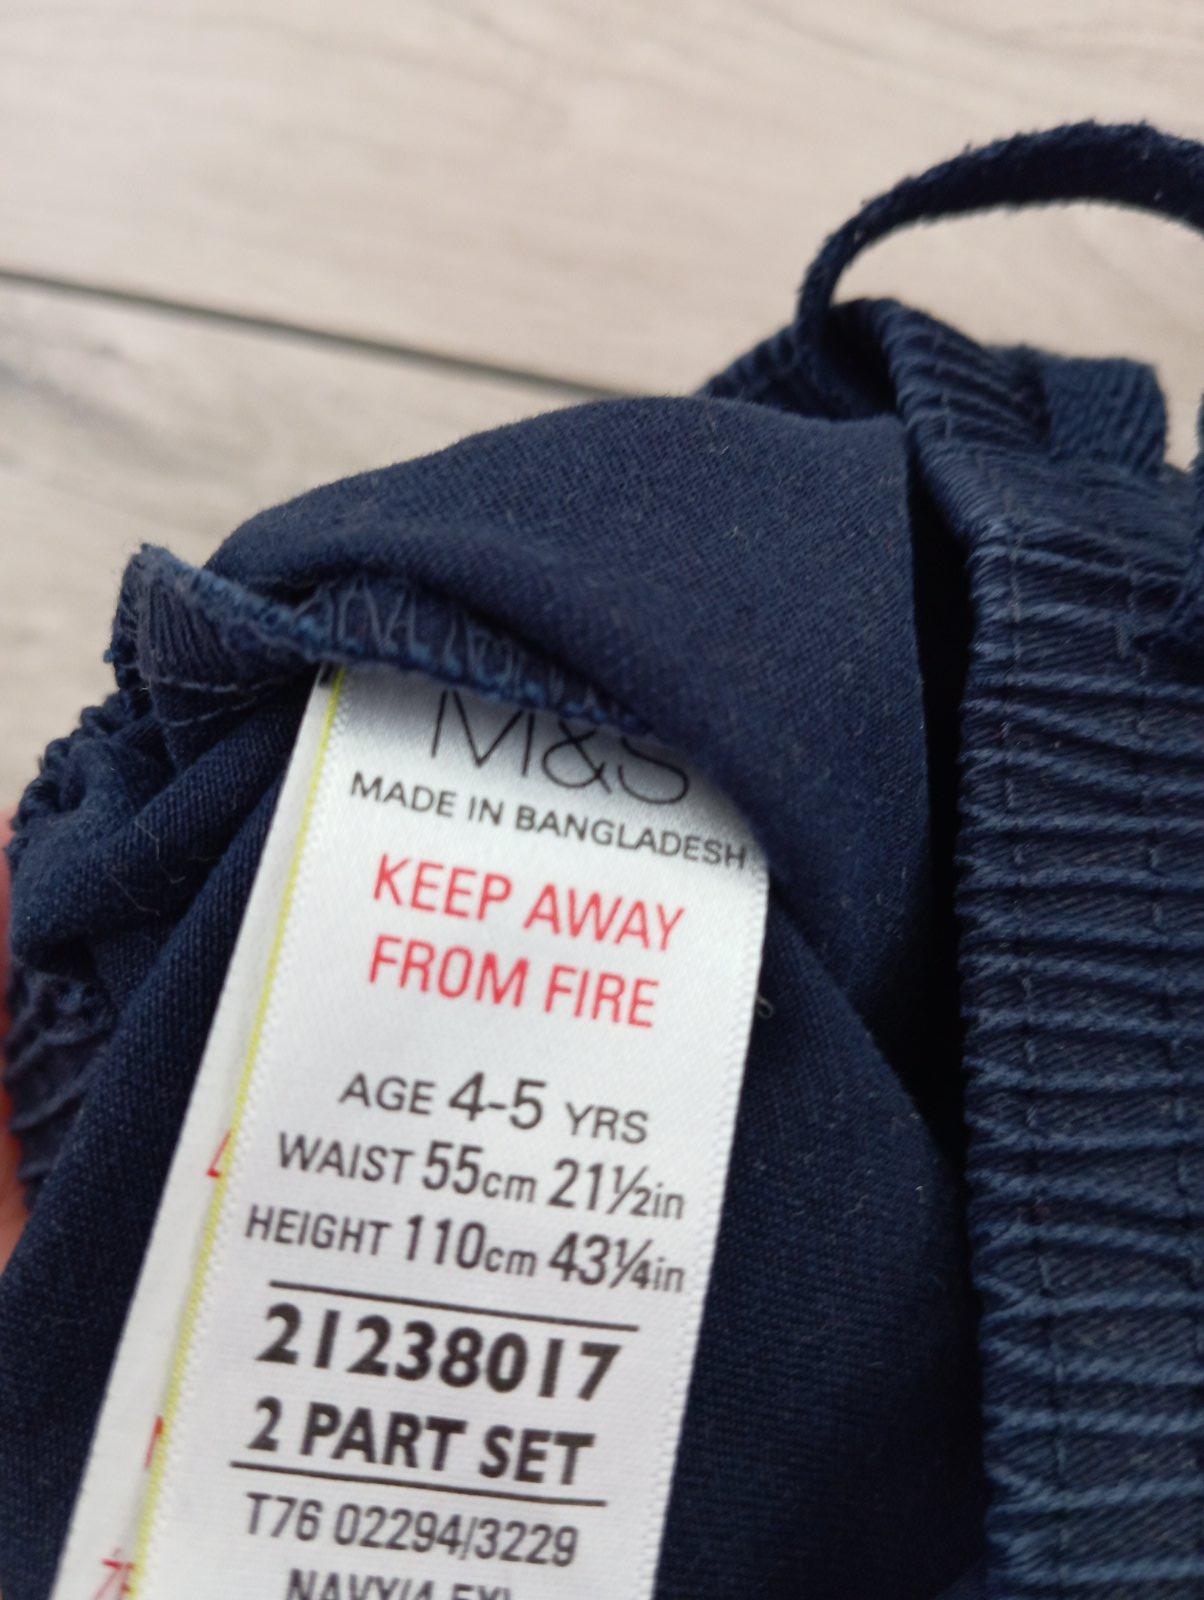 M&S
MADE IN BANGLADESH
KEEP AWAY
FROM FIRE
AGE 4-5 YRS
WAIST 55cm 21½in
HEIGHT 110cm 43¼in
21238017
2 PART SET
T76 02294/3229